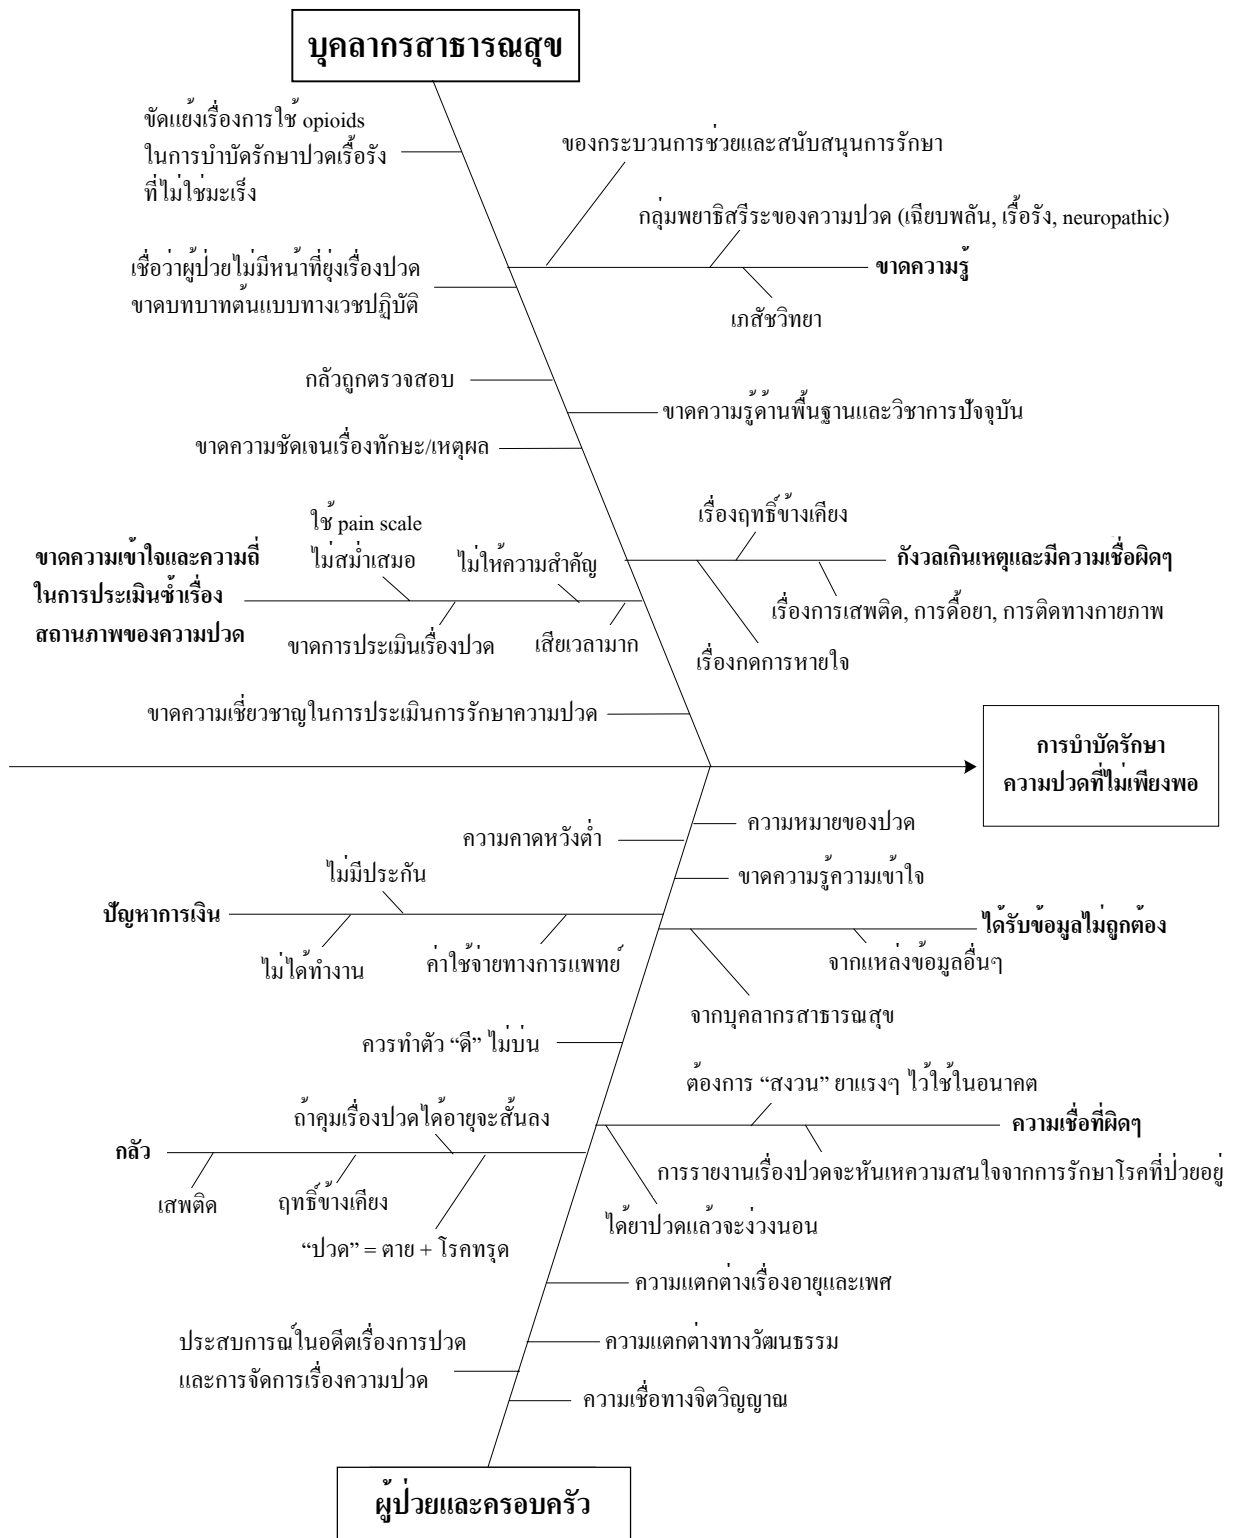 บุคลากรสาธารณสุข
ขัดแย้งเรื่องการใช้ opioids
ในการบำบัดรักษาปวดเรื้อรัง
ที่ไม่ใช่มะเร็ง
ของกระบวนการช่วยและสนับสนุนการรักษา
กลุ่มพยาธิสรีระของความปวด (เฉียบพลัน, เรื้อรัง, neuropathic)
ขาดความรู้
เภสัชวิทยา
เชื่อว่าผู้ป่วยไม่มีหน้าที่ยุ่งเรื่องปวด
ขาดบทบาทต้นแบบทางเวชปฏิบัติ
กลัวถูกตรวจสอบ
ขาดความรู้ด้านพื้นฐานและวิชาการปัจจุบัน
ขาดความชัดเจนเรื่องทักษะ/เหตุผล
เรื่องฤทธิ์ข้างเคียง
กังวลเกินเหตุและมีความเชื่อผิดๆ
เรื่องการเสพติด, การดื้อยา, การติดทางกายภาพ
เรื่องกดการหายใจ
ใช้ pain scale
ไม่สม่ำเสมอ
ไม่ให้ความสำคัญ
ขาดความเข้าใจและความถี่
ในการประเมินซ้ำเรื่อง
สถานภาพของความปวด
ขาดการประเมินเรื่องปวด
เสียเวลามาก
ขาดความเชี่ยวชาญในการประเมินการรักษาความปวด
การบำบัดรักษา
ความปวดที่ไม่เพียงพอ
ความคาดหวังต่ำ
ความหมายของปวด
ขาดความรู้ความเข้าใจ
ไม่มีประกัน
ปัญหาการเงิน
ไม่ได้ทำงาน
ค่าใช้จ่ายทางการแพทย์
ได้รับข้อมูลไม่ถูกต้อง
จากแหล่งข้อมูลอื่นๆ
จากบุคลากรสาธารณสุข
ควรทำตัว “ดี” ไม่บ่น
ต้องการ “สงวน” ยาแรงๆ ไว้ใช้ในอนาคต
ความเชื่อที่ผิดๆ
การรายงานเรื่องปวดจะหันเหความสนใจจากการรักษาโรคที่ป่วยอยู่
ได้ยาปวดแล้วจะง่วงนอน
ถ้าคุมเรื่องปวดได้อายุจะสั้นลง
กลัว
เสพติด
ฤทธิ์ข้างเคียง
“ปวด” = ตาย + โรคทรุด
ความแตกต่างเรื่องอายุและเพศ
ความแตกต่างทางวัฒนธรรม
ประสบการณ์ในอดีตเรื่องการปวด
และการจัดการเรื่องความปวด
ความเชื่อทางจิตวิญญาณ
ผู้ป่วยและครอบครัว